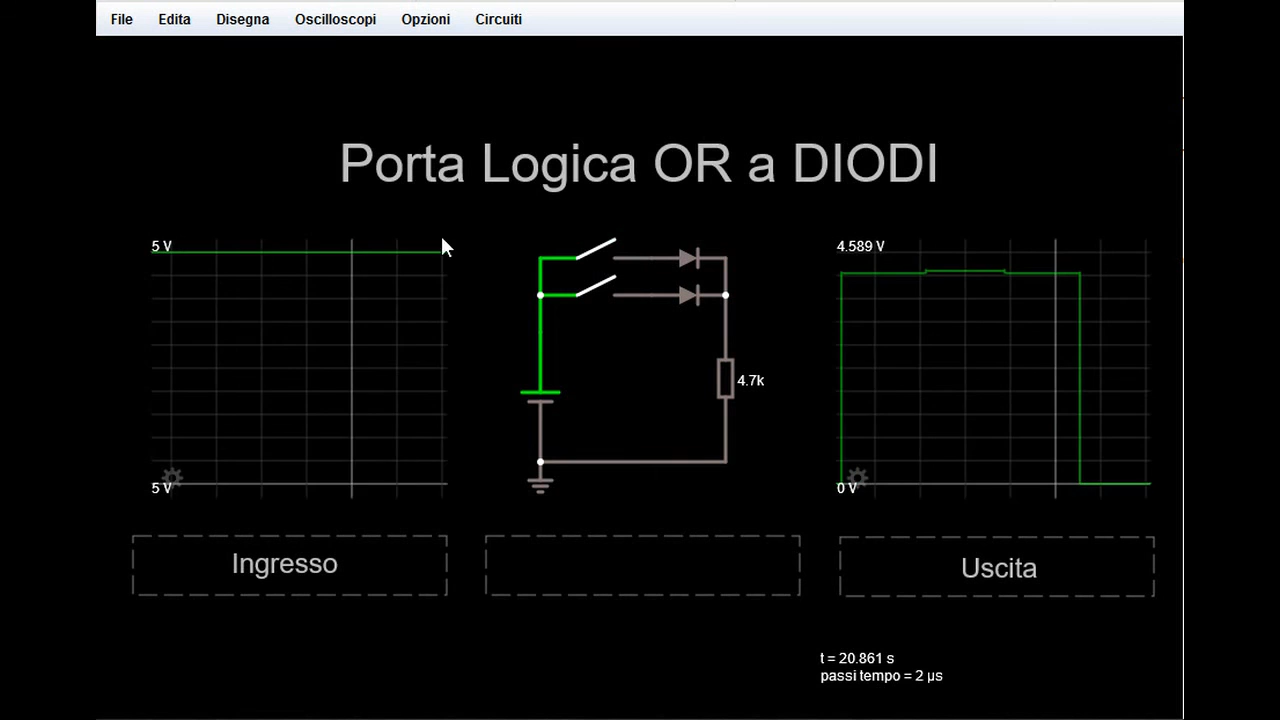 File Edita Disegna Oscilloscopi Opzioni Circuiti
Porta Logica OR a DIODI
5 V
4.589 V
4.7k
5 V
0 V
Ingresso
Uscita
t = 20.861 s
passi tempo = 2 µs